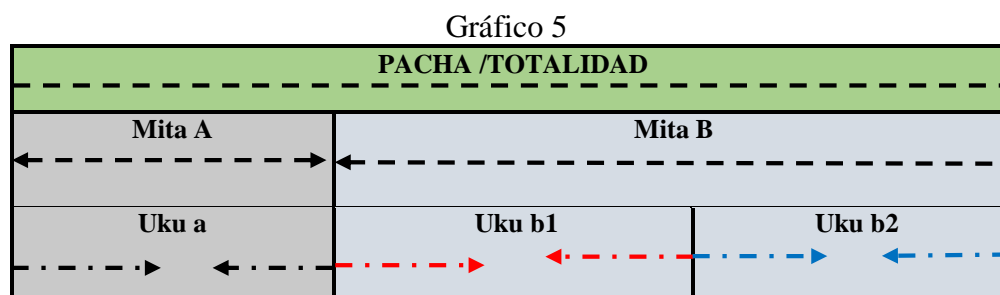 Gráfico 5
PACHA /TOTALIDAD
Mita A Mita B
Uku a Uku b1 Uku b2